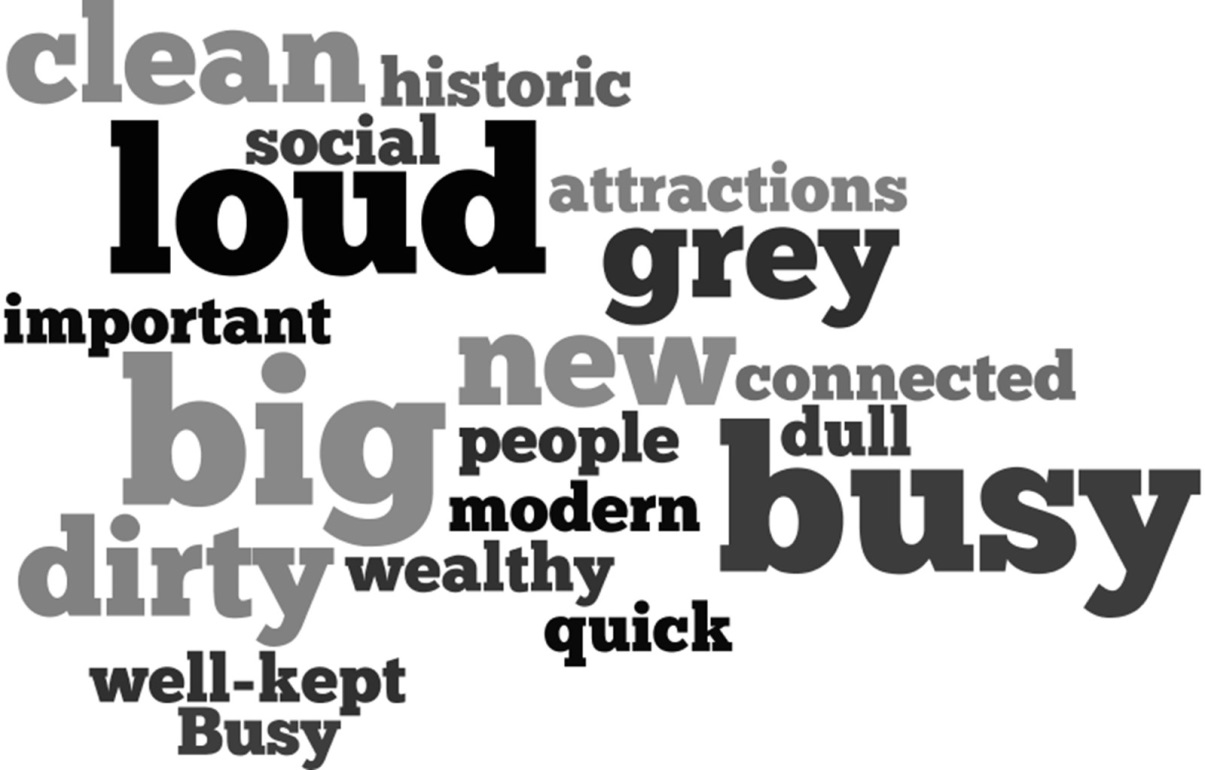 clean historic
social
loud attractions
grey
important
new connected
big people dull
modern busy
dirty wealthy
quick
well-kept
Busy